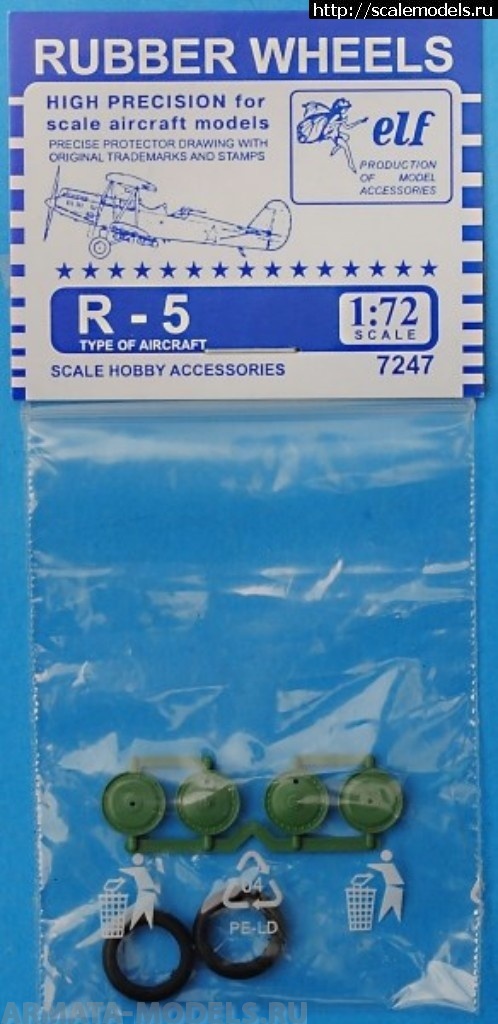 http://scalemodels.ru
RUBBER WHEELS
HIGH PRECISION for
scale aircraft models
PRECISE PROTECTOR DRAWING WITH
ORIGINAL TRADEMARKS AND STAMPS
elf
PRODUCTION
OF MODEL
ACCESSORIES
R - 5
TYPE OF AIRCRAFT
1:72
SCALE
SCALE HOBBY ACCESSORIES
7247
04
PE-LD
ARMATA-MODELS.RU